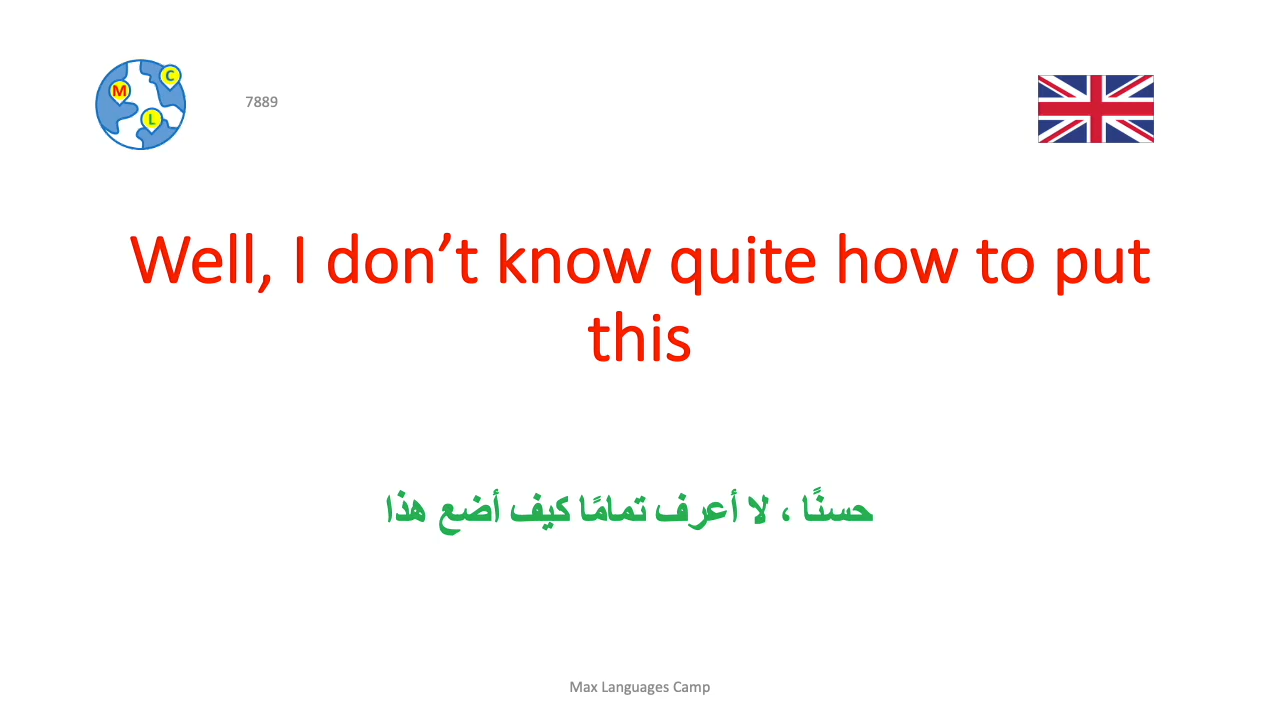 M
C
L
7889
Well, I don’t know quite how to put
this
حسنًا ، لا أعرف تمامًا كيف أضع هذا
Max Languages Camp